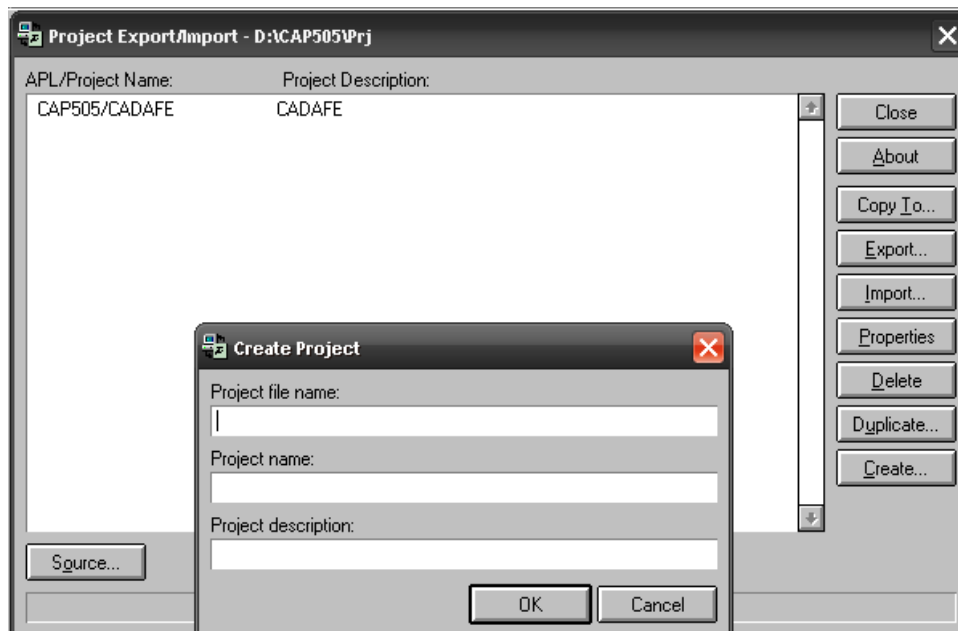 Project Export/Import - D:\CAP505\Prj
APL/Project Name: Project Description:
CAP505/CADAFE CADAFE
Close
About
Copy To...
Export...
Import...
Properties
Delete
Duplicate...
Create...
Create Project
Project file name:
Project name:
Project description:
Source...
OK Cancel